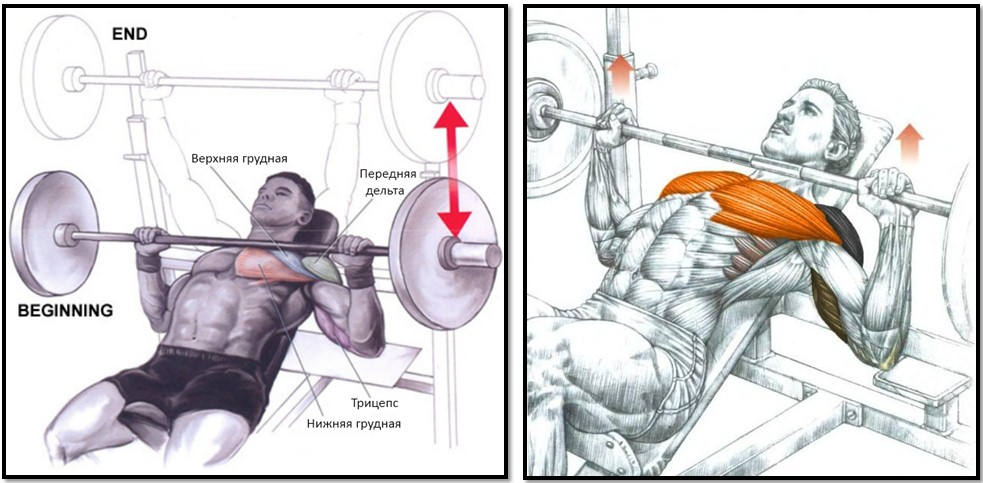 END
Верхняя грудная
Передняя
дельта
BEGINNING
Трицепс
Нижняя грудная